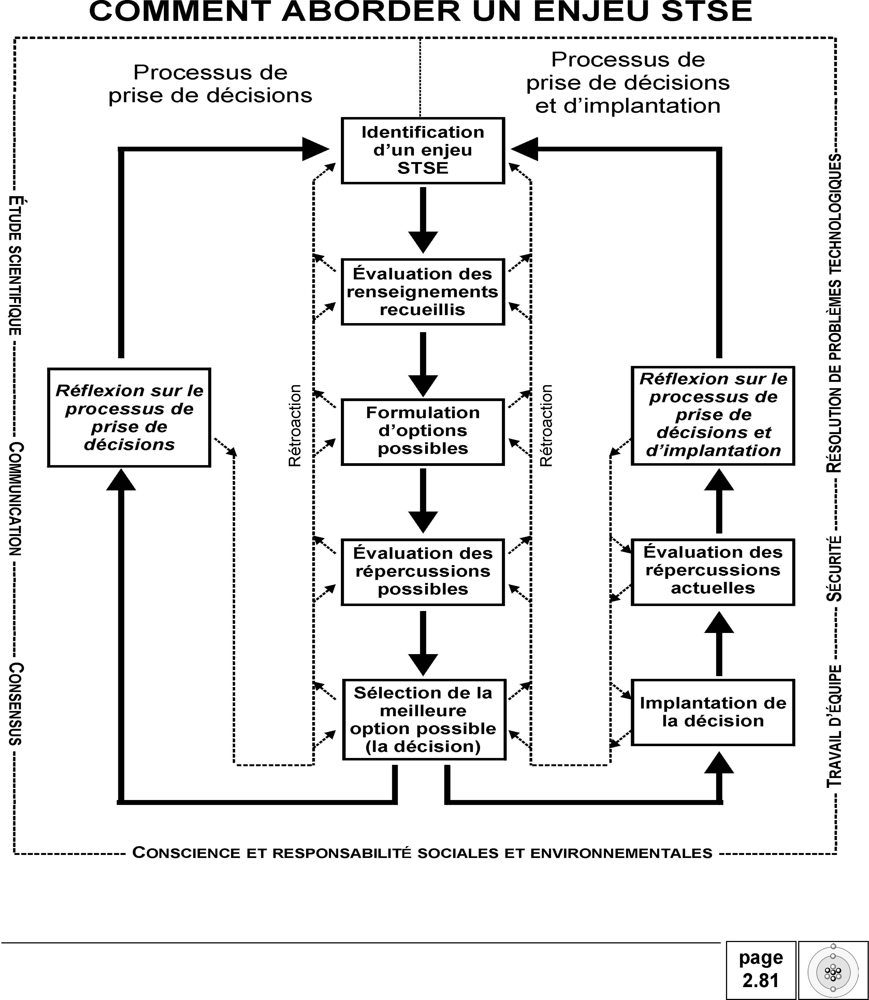 COMMENT ABORDER UN ENJEU STSE
Processus de
prise de décisions
Processus de
prise de décisions
et d’implantation
Identification
d’un enjeu
STSE
Évaluation des
renseignements
recueillis
Formulation
d’options
possibles
Évaluation des
répercussions
possibles
Sélection de la
meilleure
option possible
(la décision)
Réflexion sur le
processus de
prise de
décisions
Réflexion sur le
processus de
prise de
décisions et
d’implantation
Évaluation des
répercussions
actuelles
Implantation de
la décision
Rétroaction
Rétroaction
ÉTUDE SCIENTIFIQUE
COMMUNICATION
CONSENSUS
RÉSOLUTION DE PROBLÈMES TECHNOLOGIQUES
SÉCURITÉ
TRAVAIL D’ÉQUIPE
CONSCIENCE ET RESPONSABILITÉ SOCIALES ET ENVIRONNEMENTALES
page
2.81